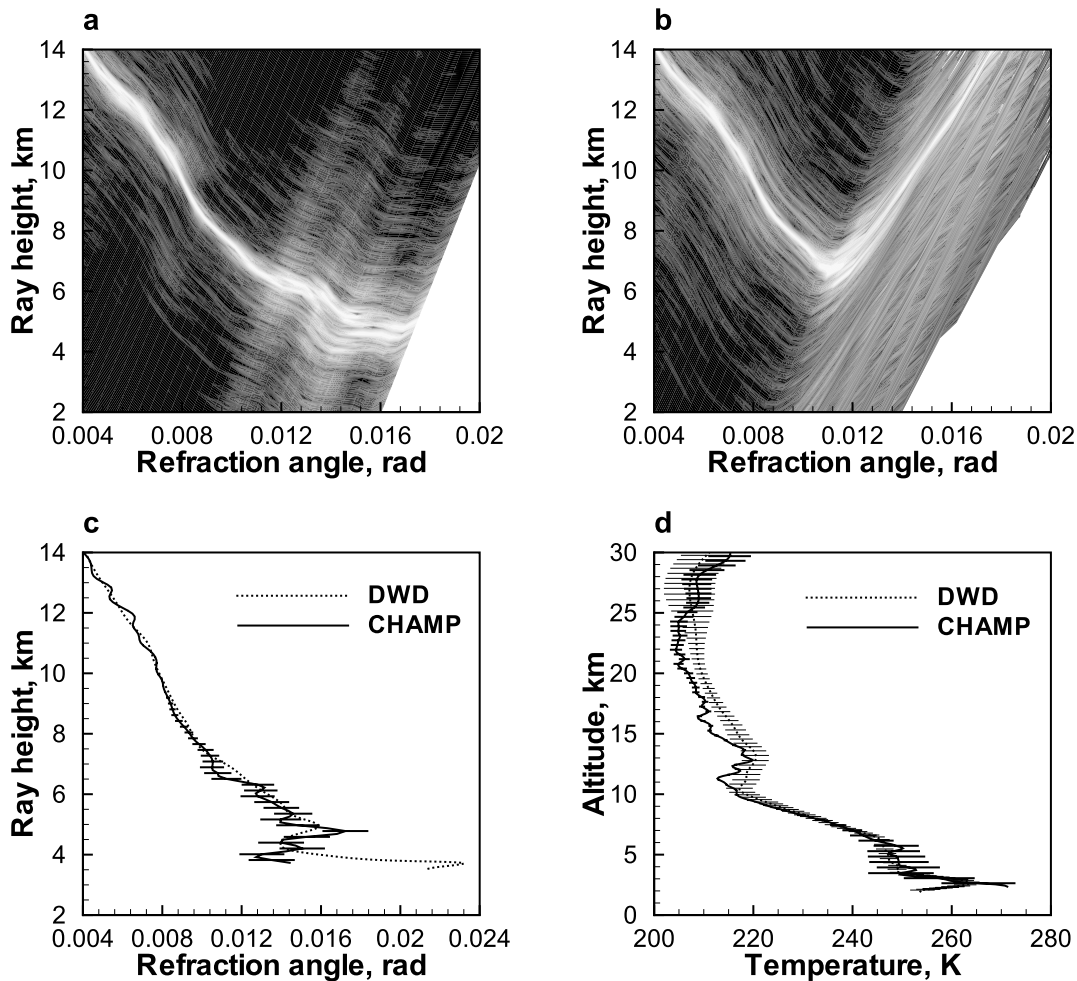 a
14
12
10
8
6
4
2
0.004 0.008 0.012 0.016 0.02
Refraction angle, rad
Ray height, km
b
14
12
10
8
6
4
2
0.004 0.008 0.012 0.016 0.02
Refraction angle, rad
Ray height, km
c
14
12
10
8
6
4
2
0.004 0.008 0.012 0.016 0.02 0.024
Refraction angle, rad
Ray height, km
DWD
CHAMP
d
30
25
20
15
10
5
0
200 220 240 260 280
Temperature, K
Altitude, km
DWD
CHAMP